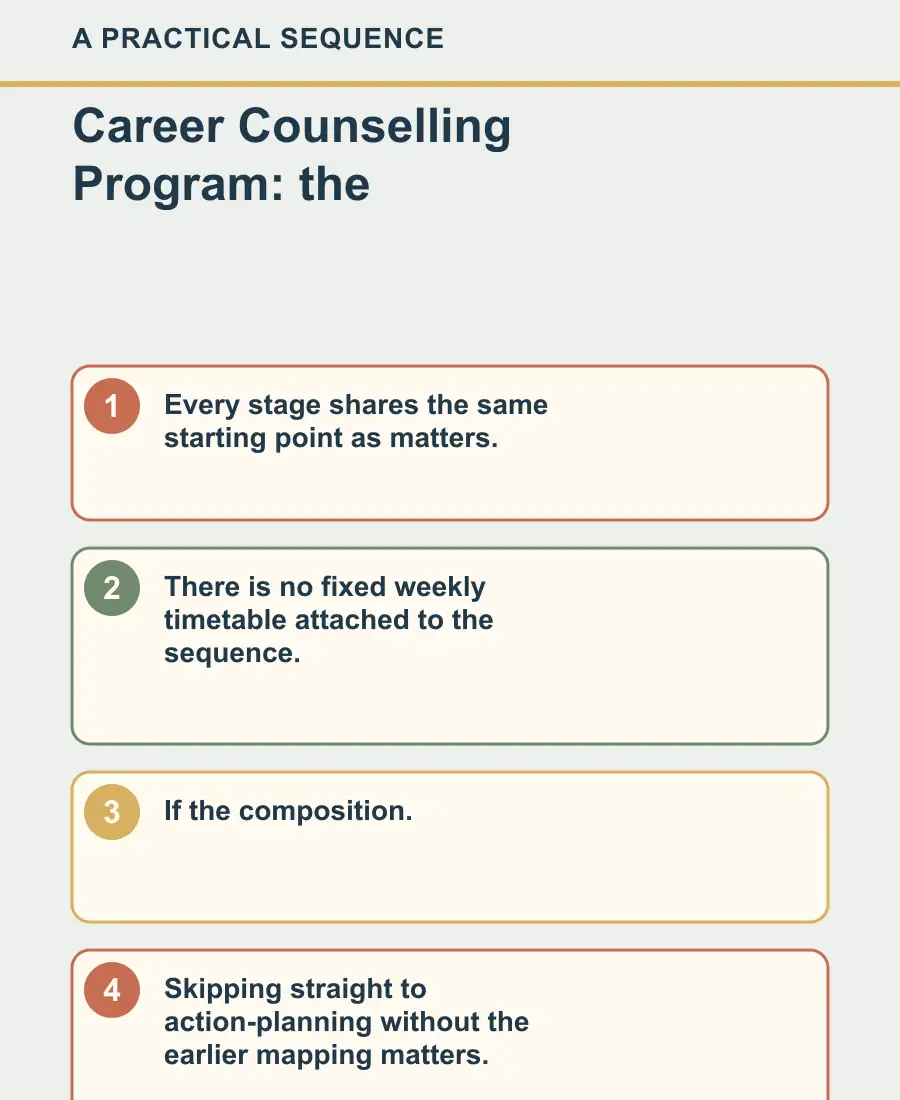 A PRACTICAL SEQUENCE
Career Counselling
Program: the
1
Every stage shares the same
starting point as matters.
2
There is no fixed weekly
timetable attached to the
sequence.
3
If the composition.
4
Skipping straight to
action-planning without the
earlier mapping matters.